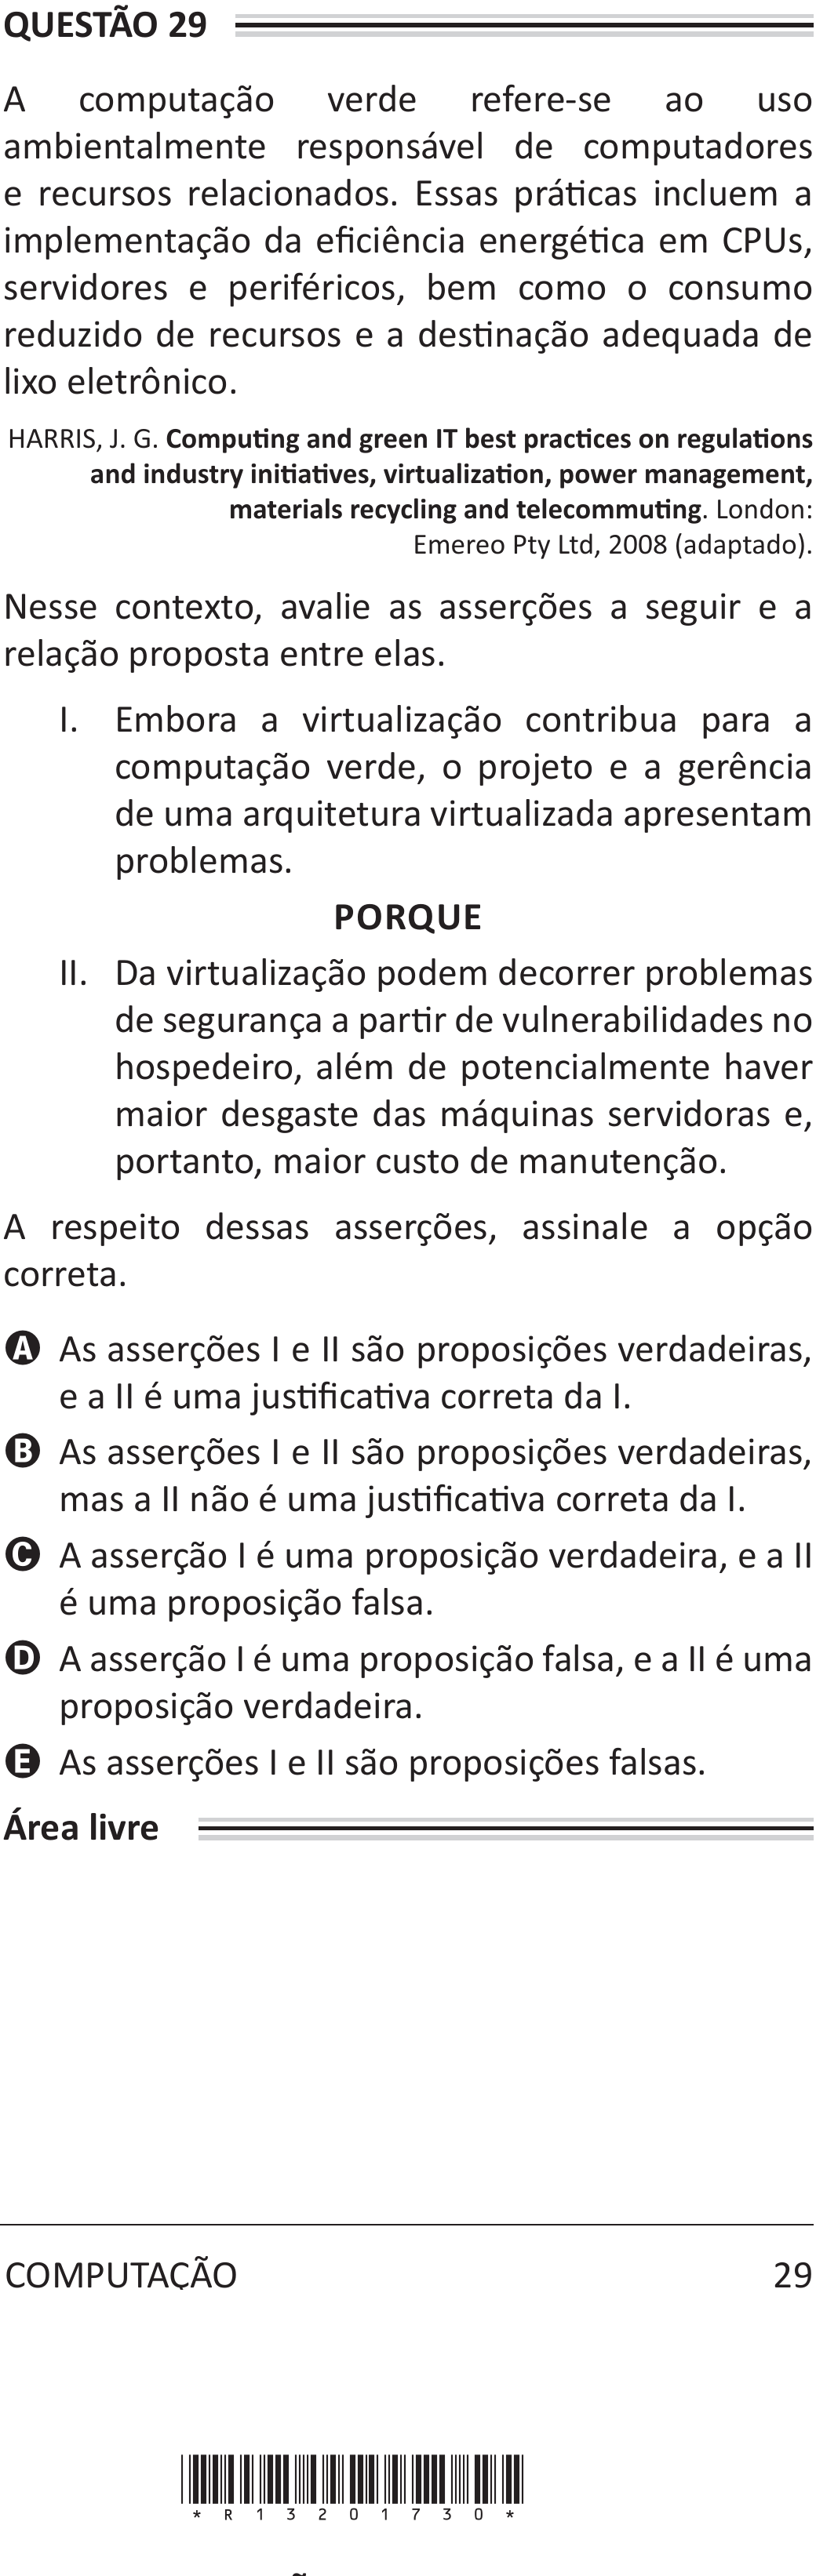 QUESTÃO 29
A computação verde refere-se ao uso
ambientalmente responsável de computadores
e recursos relacionados. Essas práticas incluem a
implementação da eficiência energética em CPUs,
servidores e periféricos, bem como o consumo
reduzido de recursos e a destinação adequada de
lixo eletrônico.
HARRIS, J. G. Computing and green IT best practices on regulations
and industry initiatives, virtualization, power management,
materials recycling and telecommuting. London:
Emereo Pty Ltd, 2008 (adaptado).
Nesse contexto, avalie as asserções a seguir e a
relação proposta entre elas.
I. Embora a virtualização contribua para a
computação verde, o projeto e a gerência
de uma arquitetura virtualizada apresentam
problemas.
PORQUE
II. Da virtualização podem decorrer problemas
de segurança a partir de vulnerabilidades no
hospedeiro, além de potencialmente haver
maior desgaste das máquinas servidoras e,
portanto, maior custo de manutenção.
A respeito dessas asserções, assinale a opção
correta.
A As asserções I e II são proposições verdadeiras,
e a II é uma justificativa correta da I.
B As asserções I e II são proposições verdadeiras,
mas a II não é uma justificativa correta da I.
C A asserção I é uma proposição verdadeira, e a II
é uma proposição falsa.
D A asserção I é uma proposição falsa, e a II é uma
proposição verdadeira.
E As asserções I e II são proposições falsas.
Área livre
COMPUTAÇÃO 29
* R 1 3 2 0 1 7 3 0 *